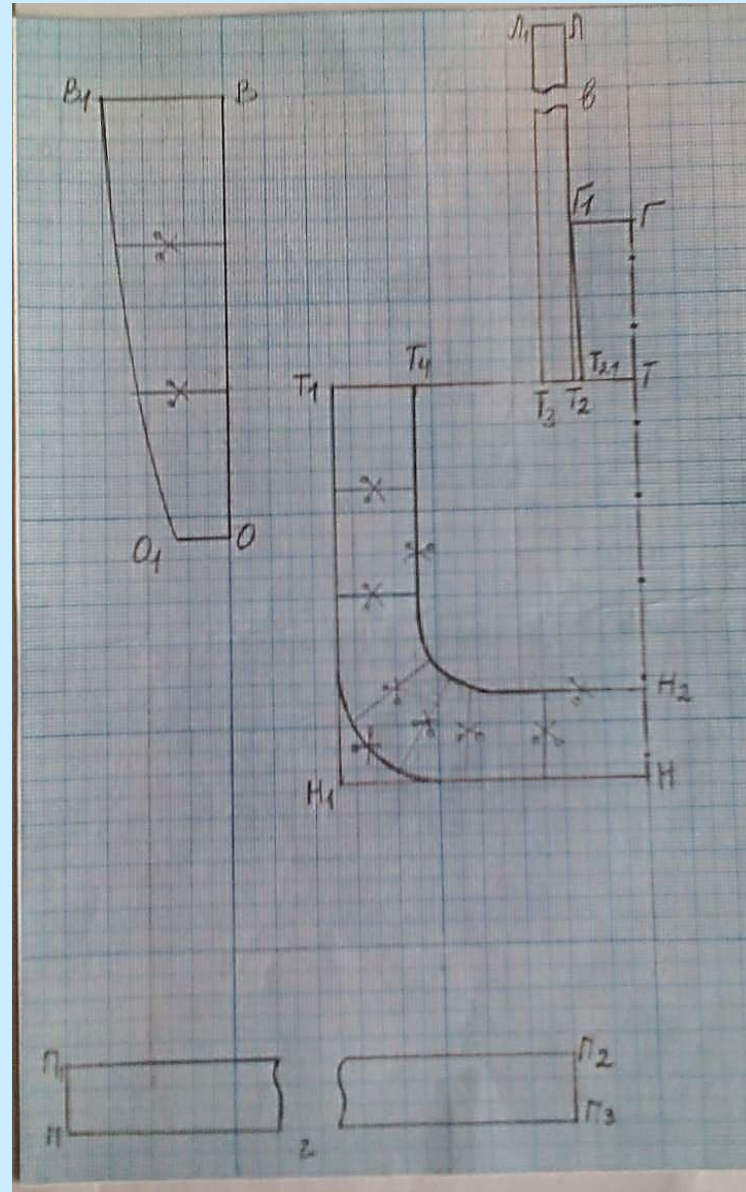 Л₁ Л
В₁ В
в
Г₁ Г
Т₁ Т₄ Т₂₁ Т
Т₃ Т₂
О₁ О
Н₂
Н₁ Н
П₁ П₂
П П₃
г